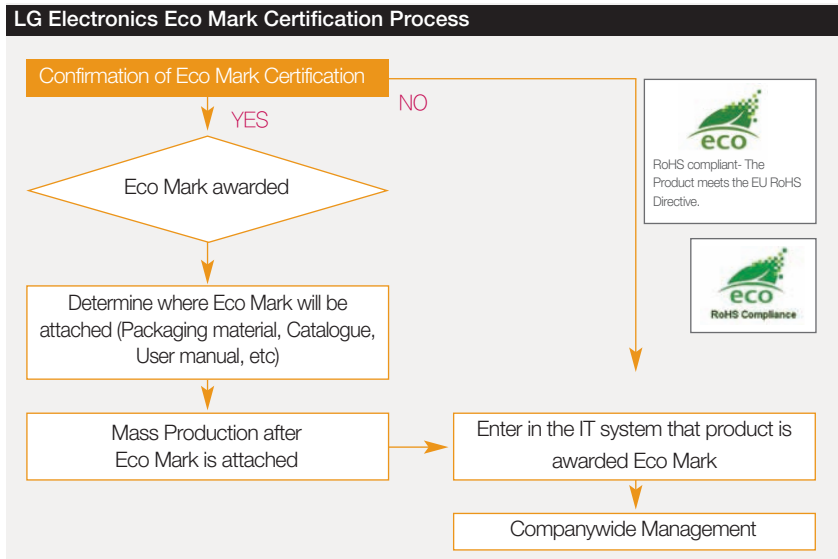 LG Electronics Eco Mark Certification Process
Confirmation of Eco Mark Certification
NO
YES
Eco Mark awarded
eco
RoHS compliant- The
Product meets the EU RoHS
Directive.
eco
RoHS Compliance
Determine where Eco Mark will be
attached (Packaging material, Catalogue,
User manual, etc)
Mass Production after
Eco Mark is attached
Enter in the IT system that product is
awarded Eco Mark
Companywide Management